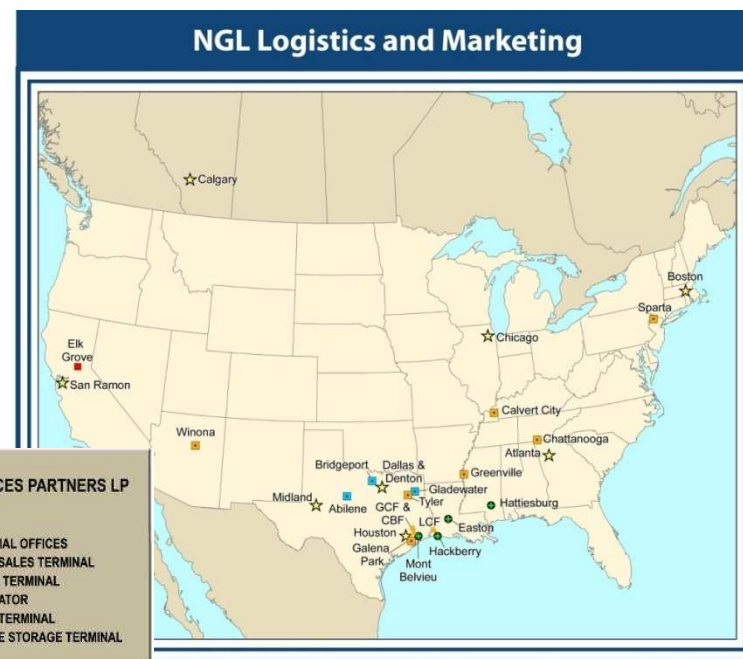 NGL Logistics and Marketing
Calgary
Boston
Sparta
Chicago
Elk
Grove
San Ramon
Calvert City
Winona
Chattanooga
Atlanta
Bridgeport
Dallas &
Denton
Greenville
Gladewater
Tyler
Midland
Abilene
Hattiesburg
GCF &
CBF
LCF
Easton
Houston
Hackberry
Galena
Park
Mont
Belvieu
CES PARTNERS LP
IAL OFFICES
SALES TERMINAL
TERMINAL
ATOR
TERMINAL
E STORAGE TERMINAL